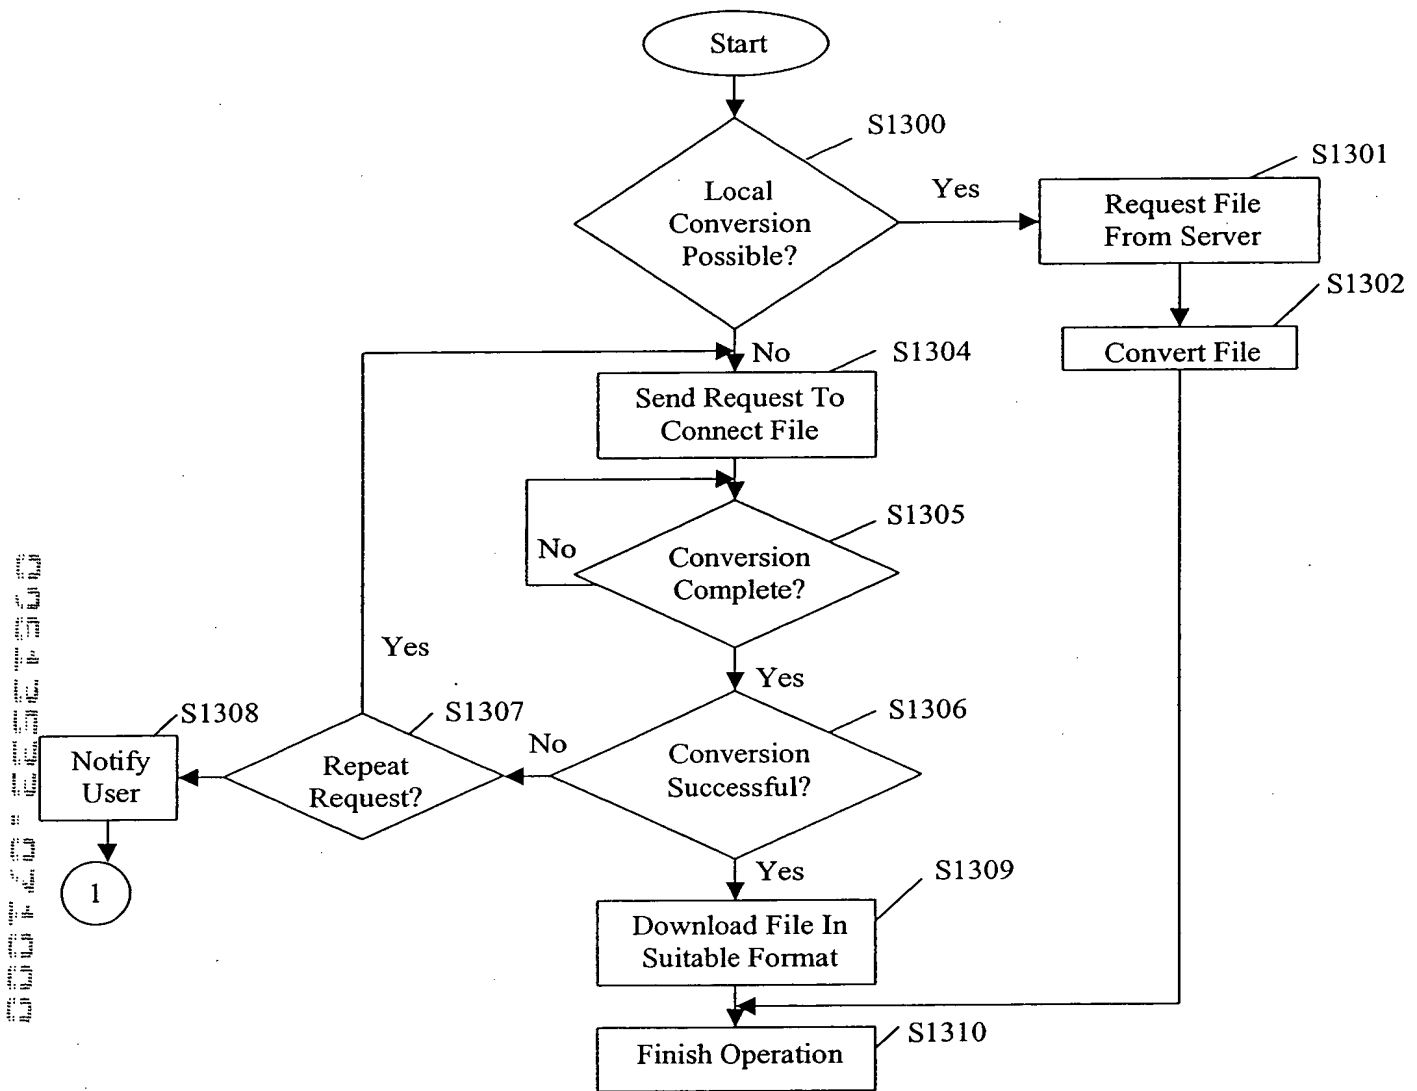 Start
S1300
Local
Conversion
Possible?
Yes
S1301
Request File
From Server
S1302
Convert File
No
S1304
Send Request To
Connect File
S1305
No
Conversion
Complete?
Yes
Yes
S1306
Conversion
Successful?
No
S1307
Repeat
Request?
S1308
Notify
User
1
Yes
S1309
Download File In
Suitable Format
S1310
Finish Operation